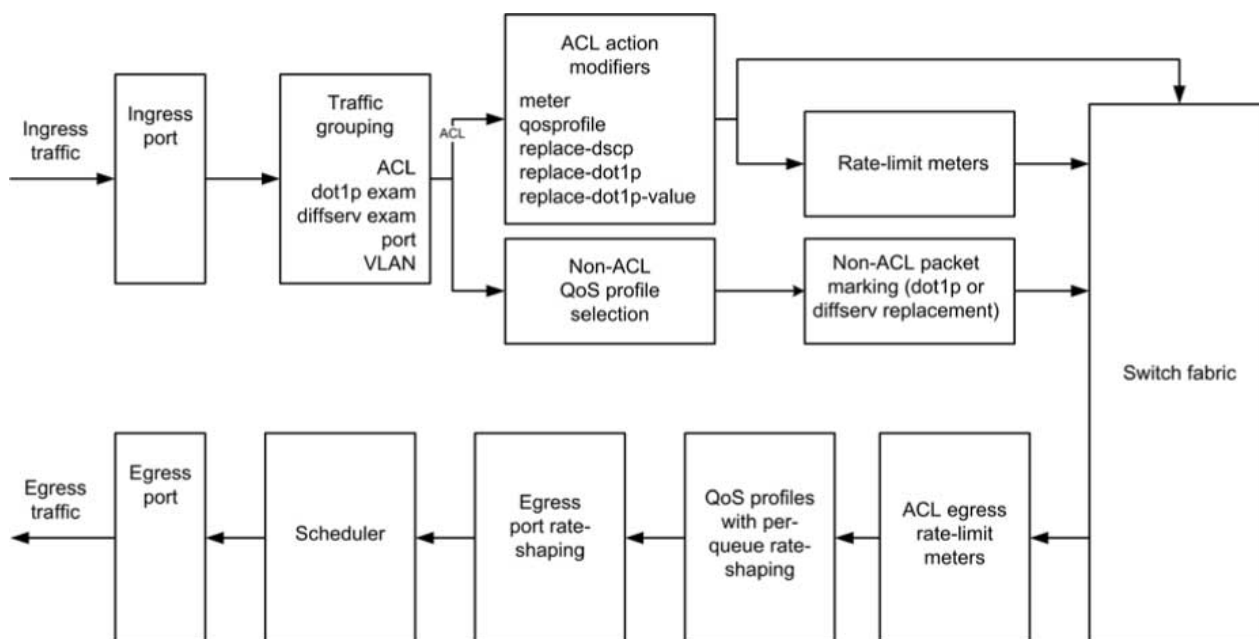 Ingress
traffic
Ingress
port
Traffic
grouping
ACL
dot1p exam
diffserv exam
port
VLAN
ACL
ACL action
modifiers
meter
qosprofile
replace-dscp
replace-dot1p
replace-dot1p-value
Rate-limit meters
Non-ACL
QoS profile
selection
Non-ACL packet
marking (dot1p or
diffserv replacement)
Switch fabric
Egress
traffic
Egress
port
Scheduler
Egress
port rate-
shaping
QoS profiles
with per-
queue rate-
shaping
ACL egress
rate-limit
meters